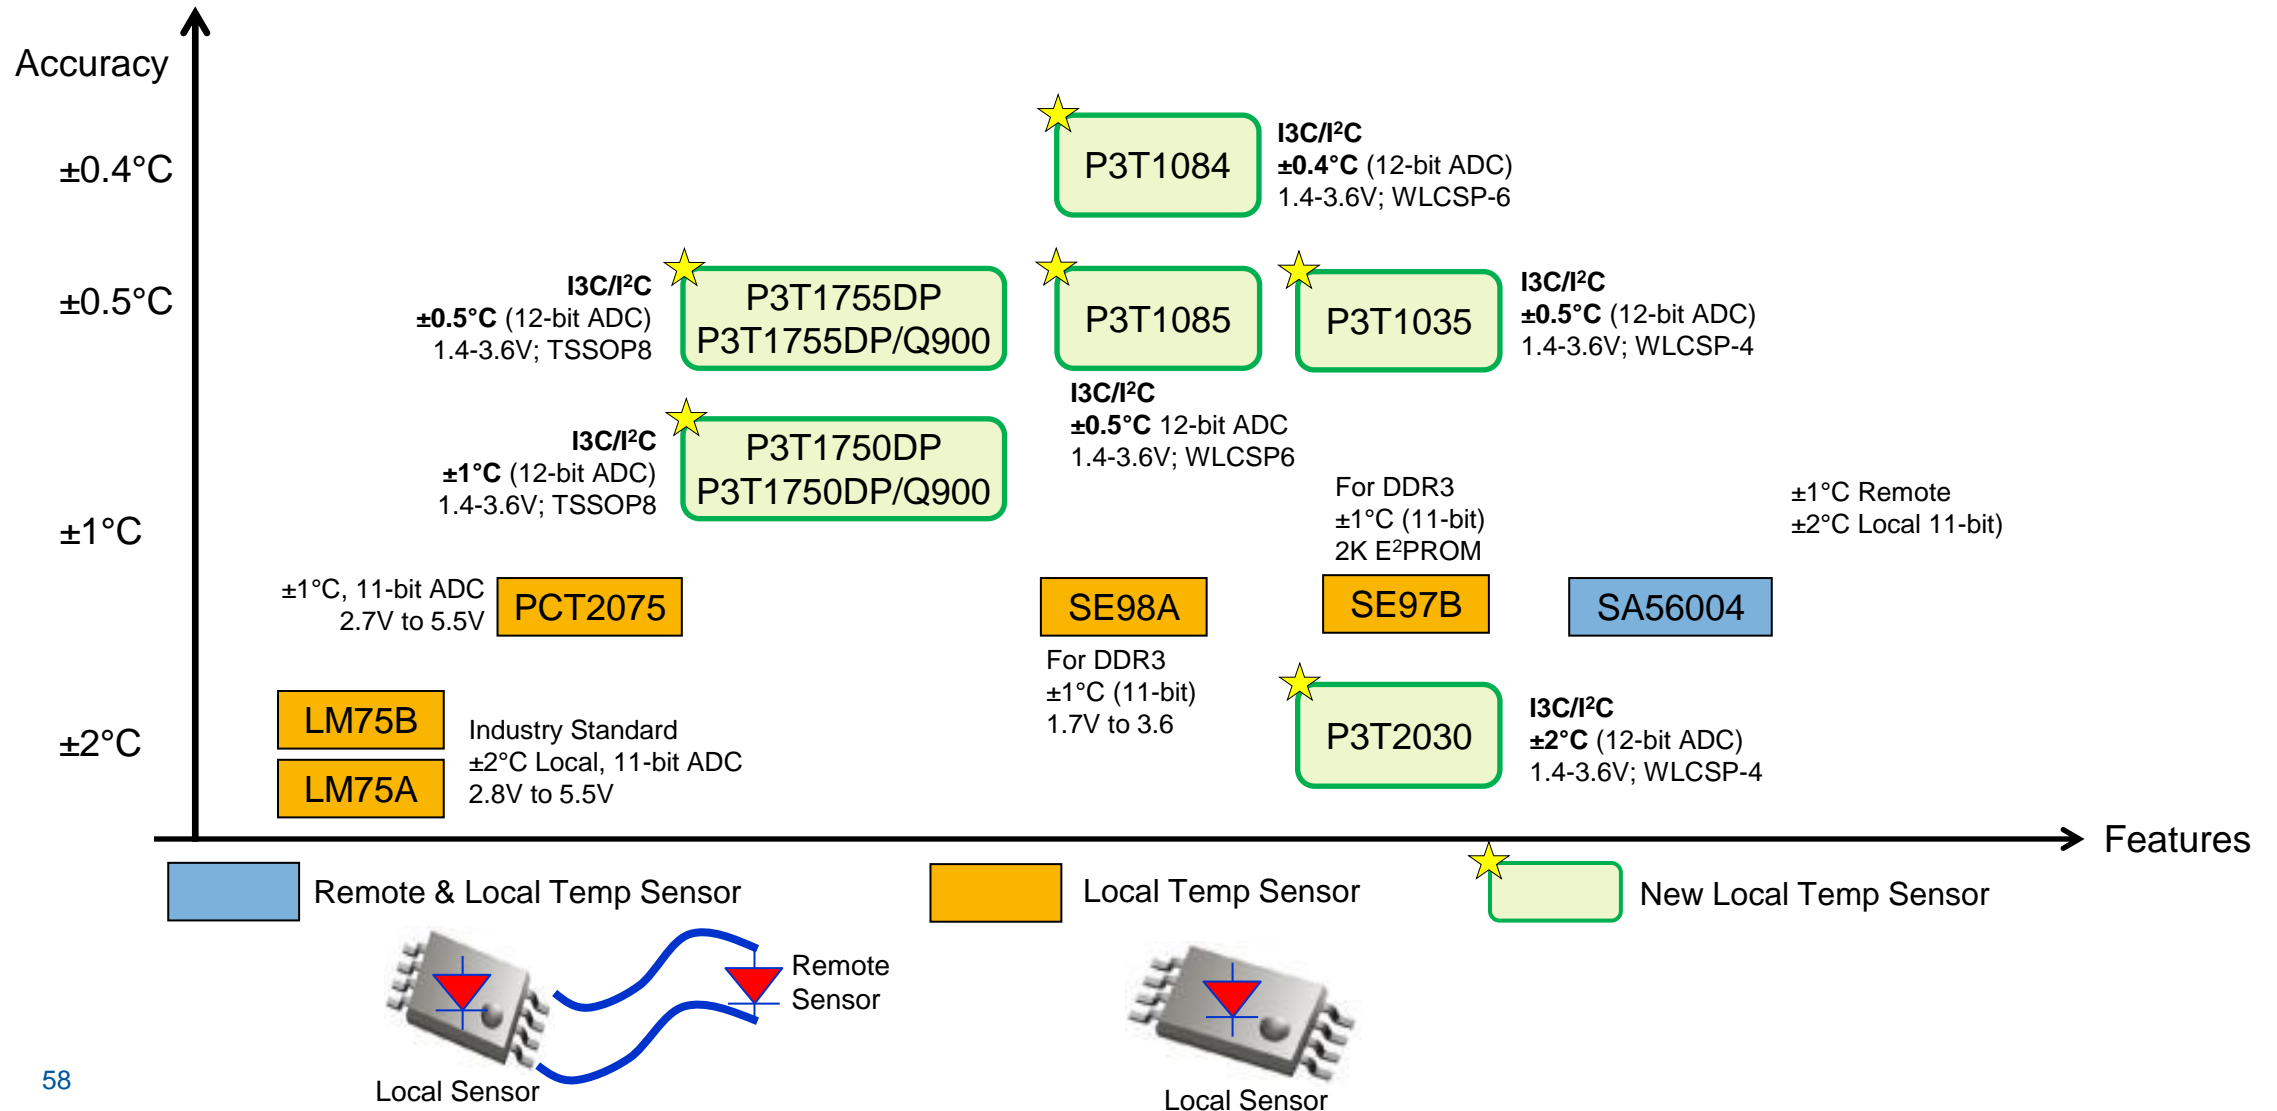 Accuracy
±0.4°C
±0.5°C
±1°C
±2°C
P3T1084
I3C/I²C
±0.4°C (12-bit ADC)
1.4-3.6V; WLCSP-6
I3C/I²C
±0.5°C (12-bit ADC)
1.4-3.6V; TSSOP8
P3T1755DP
P3T1755DP/Q900
P3T1085
I3C/I²C
±0.5°C 12-bit ADC
1.4-3.6V; WLCSP6
P3T1035
I3C/I²C
±0.5°C (12-bit ADC)
1.4-3.6V; WLCSP-4
I3C/I²C
±1°C (12-bit ADC)
1.4-3.6V; TSSOP8
P3T1750DP
P3T1750DP/Q900
For DDR3
±1°C (11-bit)
2K E²PROM
SE97B
±1°C Remote
±2°C Local 11-bit)
SA56004
±1°C, 11-bit ADC
2.7V to 5.5V
PCT2075
SE98A
For DDR3
±1°C (11-bit)
1.7V to 3.6
LM75B
LM75A
Industry Standard
±2°C Local, 11-bit ADC
2.8V to 5.5V
P3T2030
I3C/I²C
±2°C (12-bit ADC)
1.4-3.6V; WLCSP-4
Features
Remote & Local Temp Sensor
Local Temp Sensor
New Local Temp Sensor
Remote
Sensor
Local Sensor
Local Sensor
58